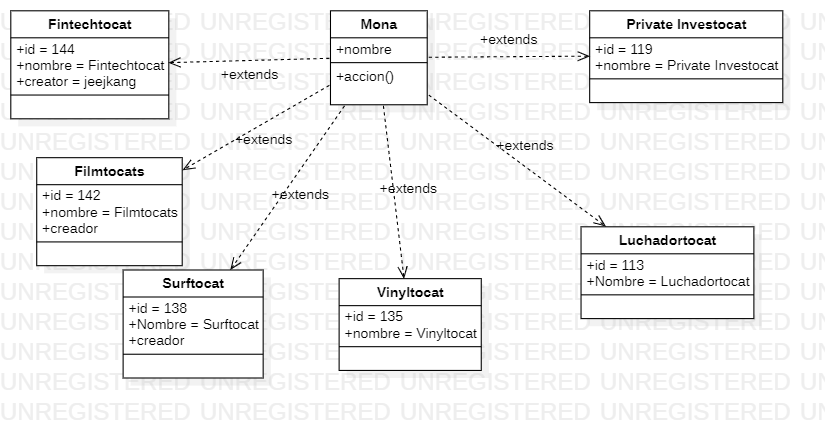 Fintechtocat
+id = 144
+nombre = Fintechtocat
+creator = jeejkang
Mona
+nombre
+accion()
Private Investocat
+id = 119
+nombre = Private Investocat
+extends
+extends
+extends
+extends
+extends
+extends
Filmtocats
+id = 142
+nombre = Filmtocats
+creador
Surftocat
+id = 138
+Nombre = Surftocat
+creador
Vinyltocat
+id = 135
+nombre = Vinyltocat
Luchadortocat
+id = 113
+Nombre = Luchadortocat
UNREGISTERED UNREGISTERED UNREGISTERED UNREGISTERED UN